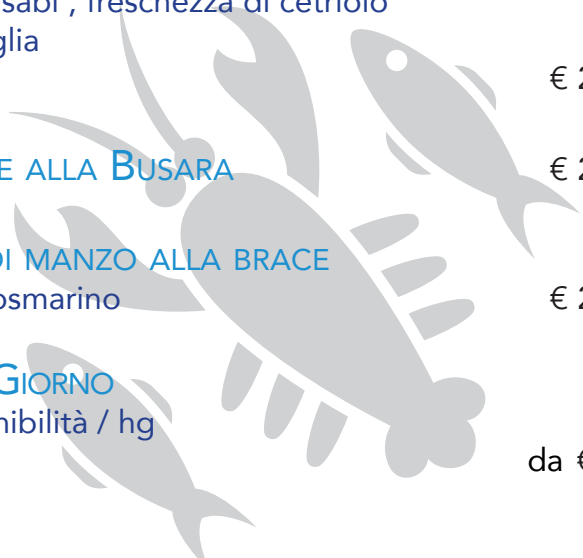 sabi , freschezza di cetriolo
glia
€ 2
E ALLA BUSARA € 2
DI MANZO ALLA BRACE
osmarino € 2
GIORNO
nibilità / hg
da €